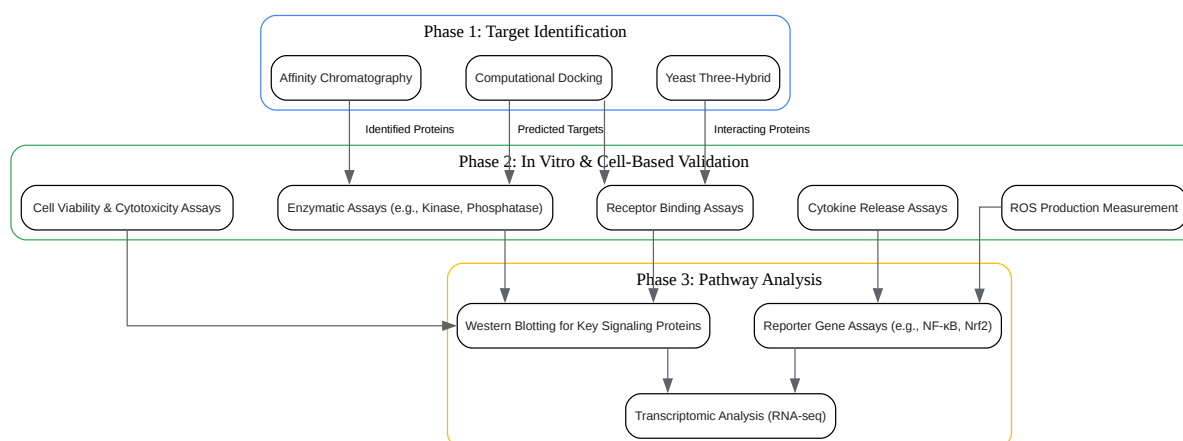 Phase 1: Target Identification
Affinity Chromatography
Computational Docking
Yeast Three-Hybrid
Identified Proteins
Predicted Targets
Interacting Proteins
Phase 2: In Vitro & Cell-Based Validation
Cell Viability & Cytotoxicity Assays
Enzymatic Assays (e.g., Kinase, Phosphatase)
Receptor Binding Assays
Cytokine Release Assays
ROS Production Measurement
Phase 3: Pathway Analysis
Western Blotting for Key Signaling Proteins
Reporter Gene Assays (e.g., NF-κB, Nrf2)
Transcriptomic Analysis (RNA-seq)